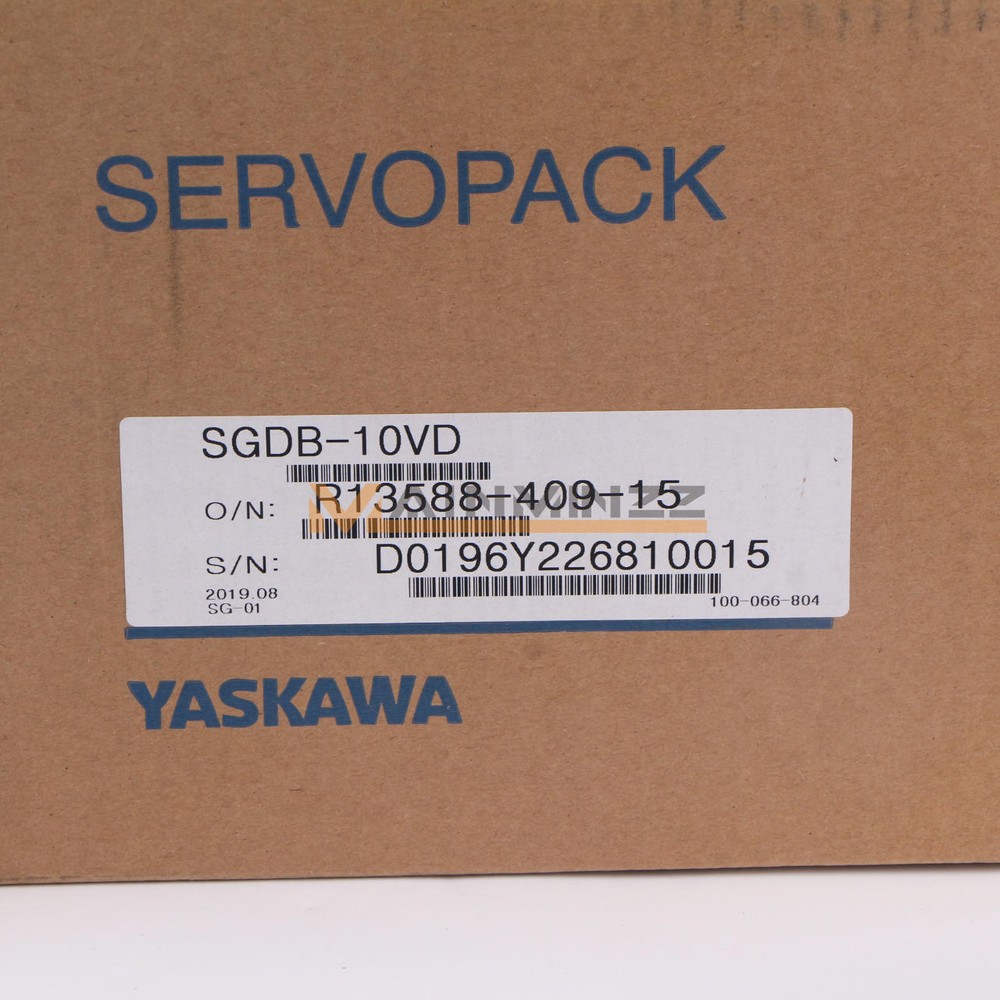 SERVOPACK
SGDB-10VD
O/N: R13588-409-15
S/N: D0196Y226810015
2019.08
SG-01
100-066-804
YASKAWA